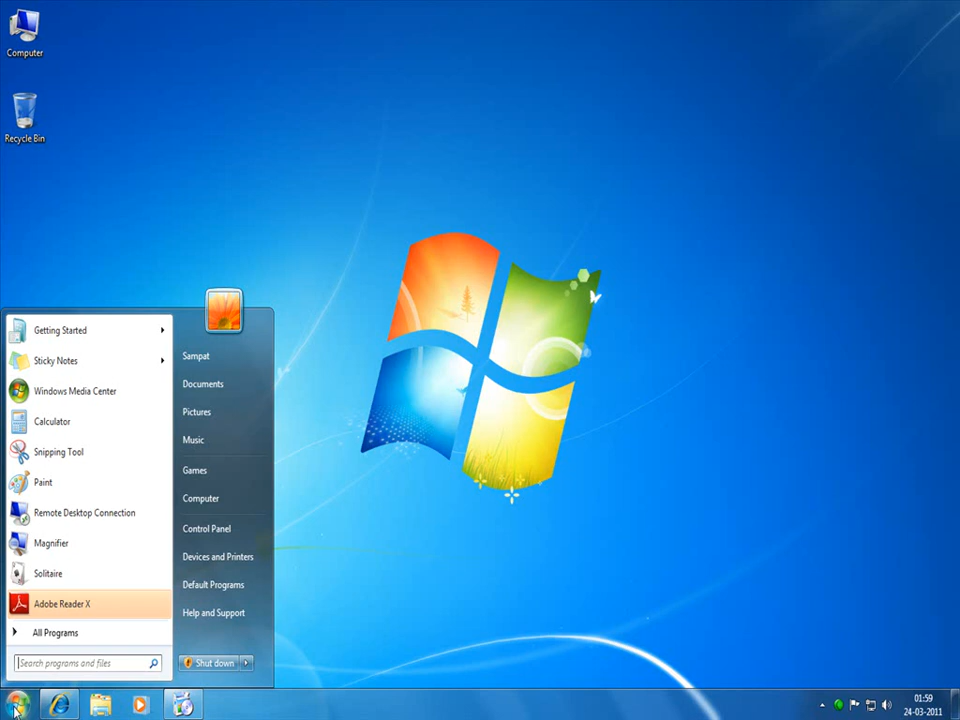 Computer
Recycle Bin
Getting Started
Sticky Notes
Windows Media Center
Calculator
Snipping Tool
Paint
Remote Desktop Connection
Magnifier
Solitaire
Adobe Reader X
All Programs
Search programs and files
Sampat
Documents
Pictures
Music
Games
Computer
Control Panel
Devices and Printers
Default Programs
Help and Support
Shut down
01:59
24-03-2011